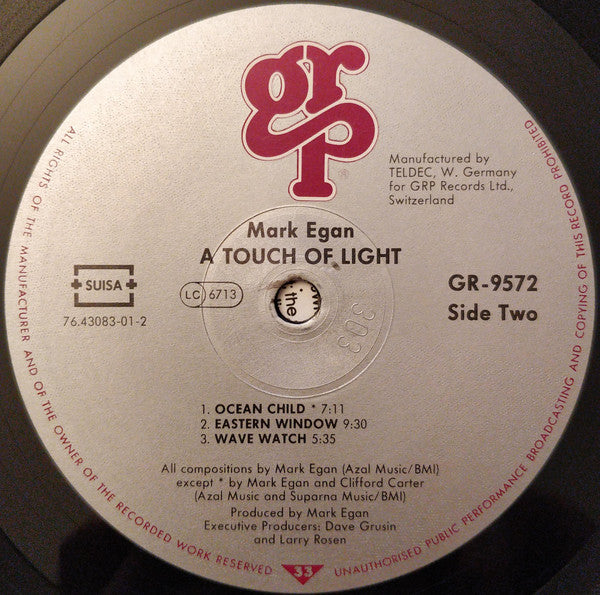 grp
®
Manufactured by
TELDEC, W. Germany
for GRP Records Ltd.,
Switzerland
Mark Egan
A TOUCH OF LIGHT
SUISA
76.43083-01-2
LC 6713
GR-9572
Side Two
303
1. OCEAN CHILD * 7:11
2. EASTERN WINDOW 9:30
3. WAVE WATCH 5:35
All compositions by Mark Egan (Azal Music/BMI)
except * by Mark Egan and Clifford Carter
(Azal Music and Suparna Music/BMI)
Produced by Mark Egan
Executive Producers: Dave Grusin
and Larry Rosen
ALL RIGHTS OF THE MANUFACTURER AND OF THE OWNER OF THE RECORDED WORK RESERVED
33
UNAUTHORISED PUBLIC PERFORMANCE BROADCASTING AND COPYING OF THIS RECORD PROHIBITED